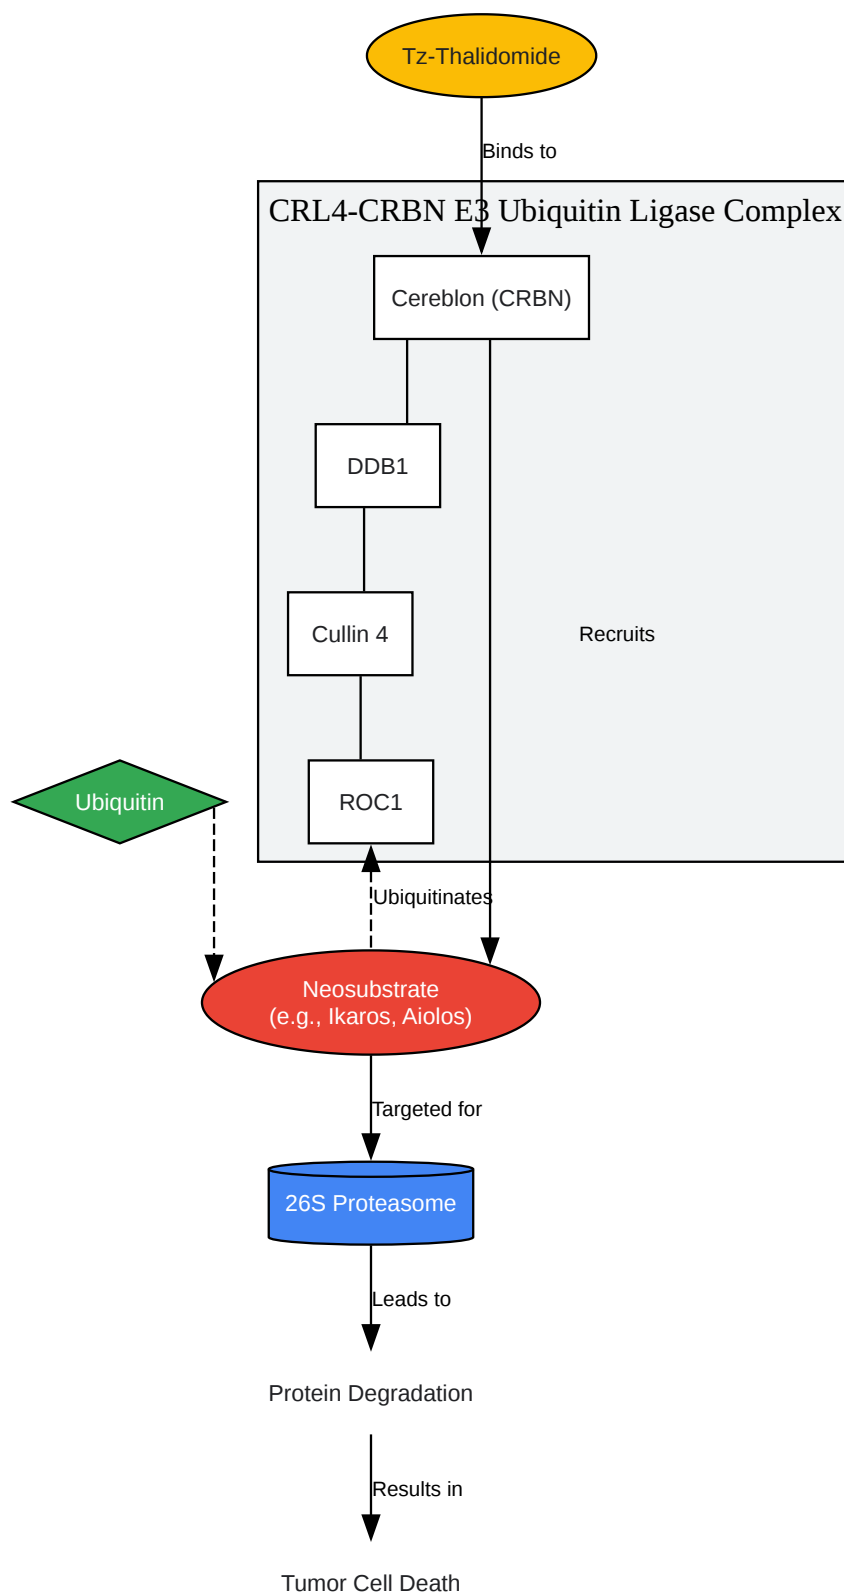 Tz-Thalidomide
Binds to
CRL4-CRBN E3 Ubiquitin Ligase Complex
Cereblon (CRBN)
DDB1
Cullin 4
Recruits
Ubiquitin
ROC1
Ubiquitinates
Neosubstrate
(e.g., Ikaros, Aiolos)
Targeted for
26S Proteasome
Leads to
Protein Degradation
Results in
Tumor Cell Death